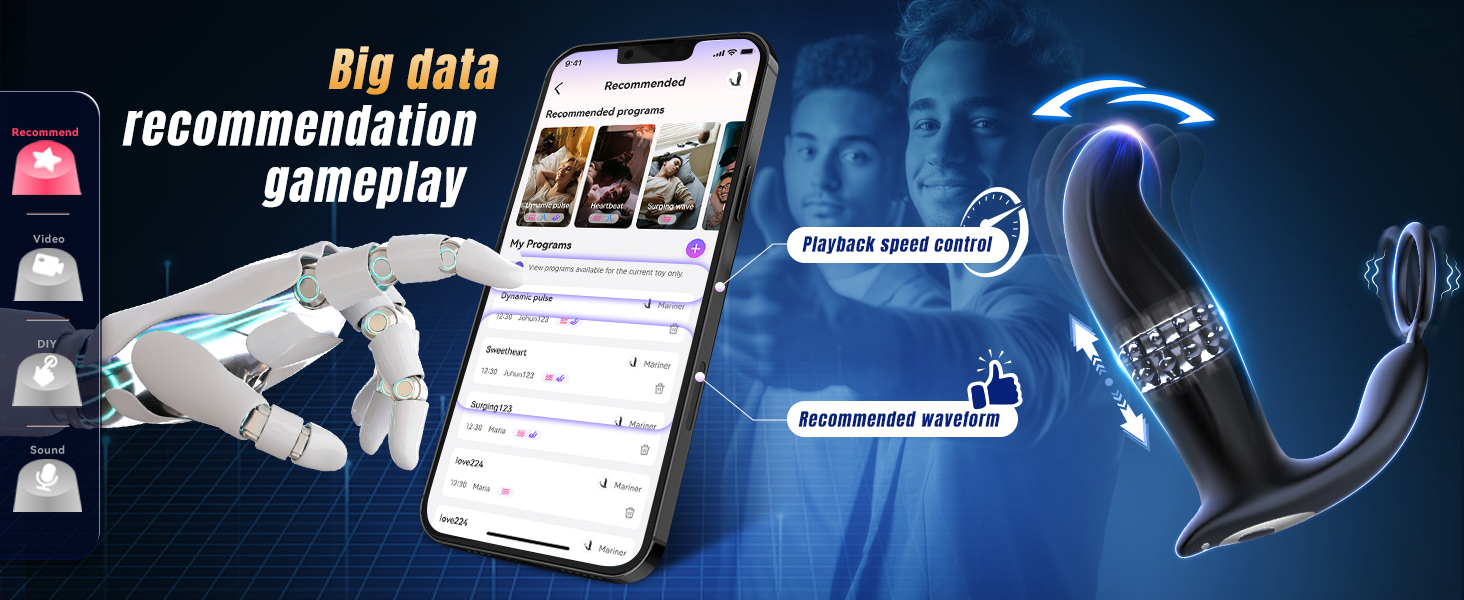 Recommend
Video
DIY
Sound
Big data
recommendation
gameplay
9:41
Recommended
Recommended programs
Dynamic pulse
Heartbeat
Surging wave
My Programs
View programs available for the current toy only.
Dynamic pulse
Mariner
12:30 Johun123
Sweetheart
Mariner
12:30 Johun123
Surging123
Mariner
12:30 Maria
love224
Mariner
12:30 Maria
love224
Mariner
Playback speed control
Recommended waveform